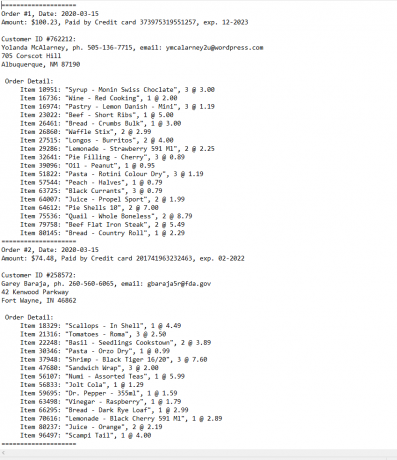 ====================
Order #1, Date: 2020-03-15
Amount: $100.23, Paid by Credit card 373975319551257, exp. 12-2023
Customer ID #762212:
Yolanda McAlarney, ph. 505-136-7715, email: ymcalarney2u@wordpress.com
705 Corscot Hill
Albuquerque, NM 87190
Order Detail:
Item 10951: "Syrup - Monin Swiss Choclate", 3 @ 3.00
Item 16736: "Wine - Red Cooking", 1 @ 2.00
Item 16974: "Pastry - Lemon Danish - Mini", 3 @ 1.19
Item 23022: "Beef - Short Ribs", 1 @ 5.00
Item 26461: "Bread - Crumbs Bulk", 1 @ 3.00
Item 26860: "Waffle Stix", 2 @ 2.99
Item 27515: "Longos - Burritos", 2 @ 4.00
Item 29286: "Lemonade - Strawberry 591 Ml", 2 @ 2.25
Item 32641: "Pie Filling - Cherry", 3 @ 0.89
Item 39096: "Oil - Peanut", 1 @ 0.95
Item 51822: "Pasta - Rotini Colour Dry", 3 @ 1.19
Item 57544: "Peach - Halves", 1 @ 0.79
Item 63725: "Black Currants", 3 @ 0.79
Item 64007: "Juice - Propel Sport", 2 @ 1.99
Item 64612: "Pie Shells 10", 2 @ 7.00
Item 75536: "Quail - Whole Boneless", 2 @ 8.79
Item 79758: "Beef Flat Iron Steak", 2 @ 5.49
Item 80145: "Bread - Country Roll", 1 @ 2.29
====================
Order #2, Date: 2020-03-15
Amount: $74.48, Paid by Credit card 201741963232463, exp. 02-2022
Customer ID #258572:
Garey Baraja, ph. 260-560-6065, email: gbaraja5r@fda.gov
42 Kenwood Parkway
Fort Wayne, IN 46862
Order Detail:
Item 18329: "Scallops - In Shell", 1 @ 4.49
Item 21316: "Tomatoes - Roma", 3 @ 2.50
Item 22248: "Basil - Seedlings Cookstown", 2 @ 3.89
Item 30346: "Pasta - Orzo Dry", 1 @ 0.99
Item 37948: "Shrimp - Black Tiger 16/20", 3 @ 7.60
Item 47680: "Sandwich Wrap", 3 @ 2.00
Item 56107: "Numi - Assorted Teas", 1 @ 5.99
Item 56833: "Jolt Cola", 1 @ 1.29
Item 59695: "Dr. Pepper - 355ml", 1 @ 1.59
Item 63498: "Vinegar - Raspberry", 1 @ 1.79
Item 66295: "Bread - Dark Rye Loaf", 1 @ 2.99
Item 70616: "Lemonade - Black Cherry 591 Ml", 1 @ 2.89
Item 80237: "Juice - Orange", 2 @ 2.19
Item 96497: "Scampi Tail", 1 @ 4.00
====================